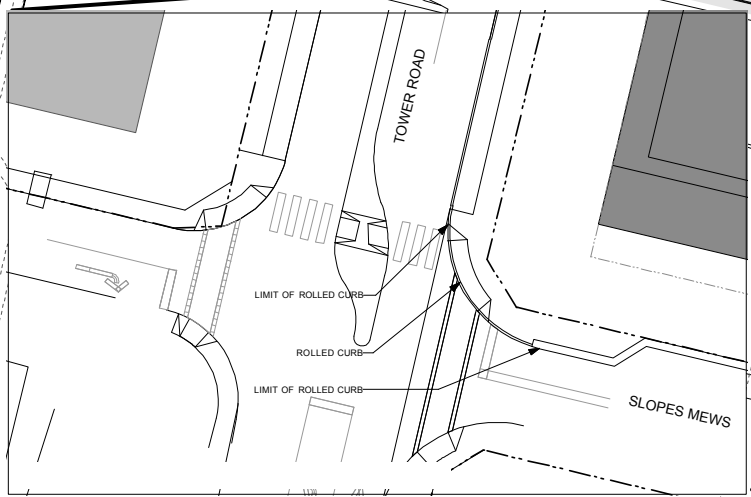 TOWER ROAD
LIMIT OF ROLLED CURB
ROLLED CURB
LIMIT OF ROLLED CURB
SLOPES MEWS